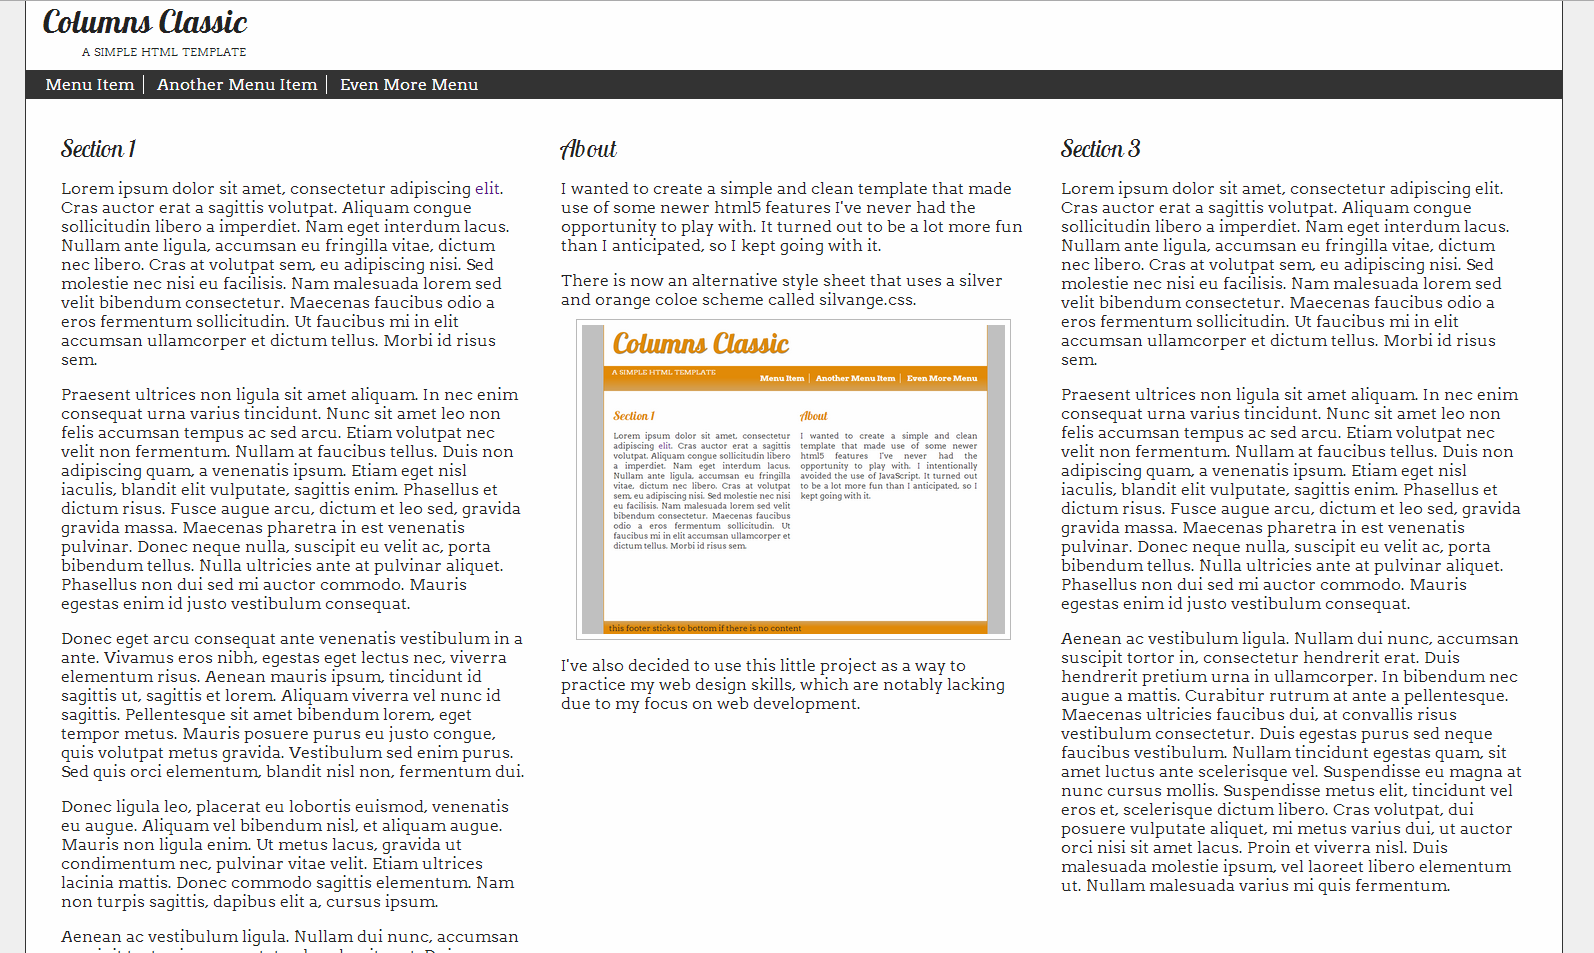 Columns Classic
A SIMPLE HTML TEMPLATE
Menu Item
Another Menu Item
Even More Menu
Section 1
Lorem ipsum dolor sit amet, consectetur adipiscing elit.
Cras auctor erat a sagittis volutpat. Aliquam congue
sollicitudin libero a imperdiet. Nam eget interdum lacus.
Nullam ante ligula, accumsan eu fringilla vitae, dictum
nec libero. Cras at volutpat sem, eu adipiscing nisi. Sed
molestie nec nisi eu facilisis. Nam malesuada lorem sed
velit bibendum consectetur. Maecenas faucibus odio a
eros fermentum sollicitudin. Ut faucibus mi in elit
accumsan ullamcorper et dictum tellus. Morbi id risus
sem.
Praesent ultrices non ligula sit amet aliquam. In nec enim
consequat urna varius tincidunt. Nunc sit amet leo non
felis accumsan tempus ac sed arcu. Etiam volutpat nec
velit non fermentum. Nullam at faucibus tellus. Duis non
adipiscing quam, a venenatis ipsum. Etiam eget nisl
iaculis, blandit elit vulputate, sagittis enim. Phasellus et
dictum risus. Fusce augue arcu, dictum et leo sed, gravida
gravida massa. Maecenas pharetra in est venenatis
pulvinar. Donec neque nulla, suscipit eu velit ac, porta
bibendum tellus. Nulla ultricies ante at pulvinar aliquet.
Phasellus non dui sed mi auctor commodo. Mauris
egestas enim id justo vestibulum consequat.
Donec eget arcu consequat ante venenatis vestibulum in a
ante. Vivamus eros nibh, egestas eget lectus nec, viverra
elementum risus. Aenean mauris ipsum, tincidunt id
sagittis ut, sagittis et lorem. Aliquam viverra vel nunc id
sagittis. Pellentesque sit amet bibendum lorem, eget
tempor metus. Mauris posuere purus eu justo congue,
quis volutpat metus gravida. Vestibulum sed enim purus.
Sed quis orci elementum, blandit nisl non, fermentum dui.
Donec ligula leo, placerat eu lobortis euismod, venenatis
eu augue. Aliquam vel bibendum nisl, et aliquam augue.
Mauris non ligula enim. Ut metus lacus, gravida ut
condimentum nec, pulvinar vitae velit. Etiam ultrices
lacinia mattis. Donec commodo sagittis elementum. Nam
non turpis sagittis, dapibus elit a, cursus ipsum.
Aenean ac vestibulum ligula. Nullam dui nunc, accumsan
About
I wanted to create a simple and clean template that made
use of some newer html5 features I've never had the
opportunity to play with. It turned out to be a lot more fun
than I anticipated, so I kept going with it.
There is now an alternative style sheet that uses a silver
and orange coloe scheme called silvange.css.
Columns Classic
A SIMPLE HTML TEMPLATE
Menu Item
Another Menu Item
Even More Menu
Section 1
Lorem ipsum dolor sit amet, consectetur
adipiscing elit. Cras auctor erat a sagittis
volutpat. Aliquam congue sollicitudin libero
a imperdiet. Nam eget interdum lacus.
Nullam ante ligula, accumsan eu fringilla
vitae, dictum nec libero. Cras at volutpat
sem, eu adipiscing nisi. Sed molestie nec nisi
eu facilisis. Nam malesuada lorem sed velit
bibendum consectetur. Maecenas faucibus
odio a eros fermentum sollicitudin. Ut
faucibus mi in elit accumsan ullamcorper et
dictum tellus. Morbi id risus sem.
About
I wanted to create a simple and clean
template that made use of some newer
html5 features I've never had the
opportunity to play with. I intentionally
avoided the use of JavaScript. It turned out
to be a lot more fun than I anticipated, so I
kept going with it.
this footer sticks to bottom if there is no content
I've also decided to use this little project as a way to
practice my web design skills, which are notably lacking
due to my focus on web development.
Section 3
Lorem ipsum dolor sit amet, consectetur adipiscing elit.
Cras auctor erat a sagittis volutpat. Aliquam congue
sollicitudin libero a imperdiet. Nam eget interdum lacus.
Nullam ante ligula, accumsan eu fringilla vitae, dictum
nec libero. Cras at volutpat sem, eu adipiscing nisi. Sed
molestie nec nisi eu facilisis. Nam malesuada lorem sed
velit bibendum consectetur. Maecenas faucibus odio a
eros fermentum sollicitudin. Ut faucibus mi in elit
accumsan ullamcorper et dictum tellus. Morbi id risus
sem.
Praesent ultrices non ligula sit amet aliquam. In nec enim
consequat urna varius tincidunt. Nunc sit amet leo non
felis accumsan tempus ac sed arcu. Etiam volutpat nec
velit non fermentum. Nullam at faucibus tellus. Duis non
adipiscing quam, a venenatis ipsum. Etiam eget nisl
iaculis, blandit elit vulputate, sagittis enim. Phasellus et
dictum risus. Fusce augue arcu, dictum et leo sed, gravida
gravida massa. Maecenas pharetra in est venenatis
pulvinar. Donec neque nulla, suscipit eu velit ac, porta
bibendum tellus. Nulla ultricies ante at pulvinar aliquet.
Phasellus non dui sed mi auctor commodo. Mauris
egestas enim id justo vestibulum consequat.
Aenean ac vestibulum ligula. Nullam dui nunc, accumsan
suscipit tortor in, consectetur hendrerit erat. Duis
hendrerit pretium urna in ullamcorper. In bibendum nec
augue a mattis. Curabitur rutrum at ante a pellentesque.
Maecenas ultricies faucibus dui, at convallis risus
vestibulum consectetur. Duis egestas purus sed neque
faucibus vestibulum. Nullam tincidunt egestas quam, sit
amet luctus ante scelerisque vel. Suspendisse eu magna at
nunc cursus mollis. Suspendisse metus elit, tincidunt vel
eros et, scelerisque dictum libero. Cras volutpat, dui
posuere vulputate aliquet, mi metus varius dui, ut auctor
orci nisi sit amet lacus. Proin et viverra nisl. Duis
malesuada molestie ipsum, vel laoreet libero elementum
ut. Nullam malesuada varius mi quis fermentum.